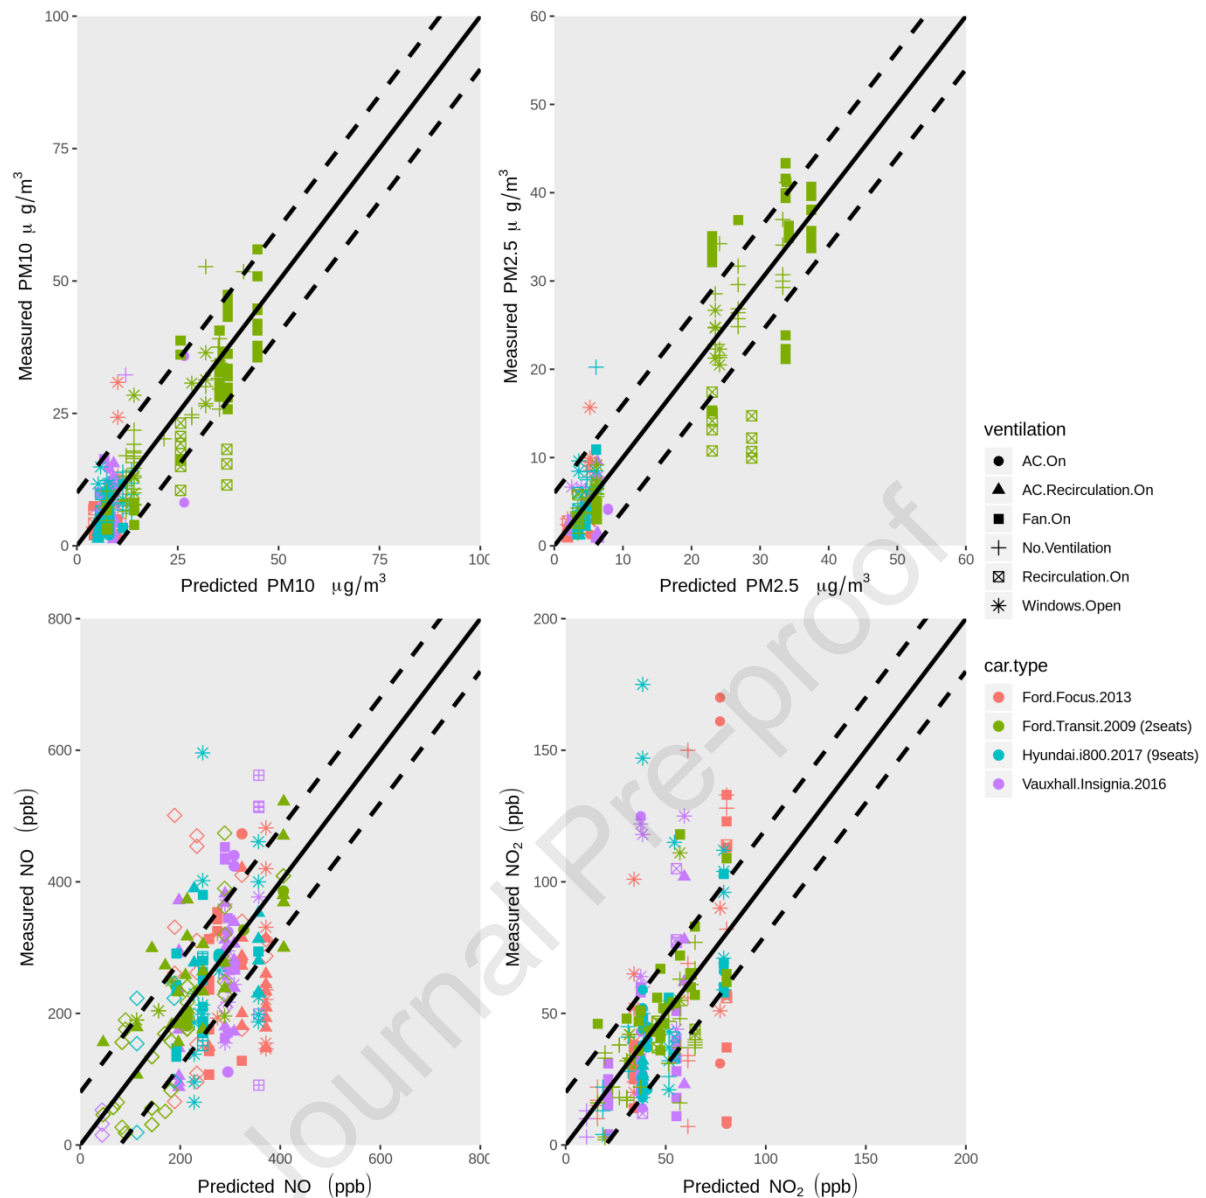 100
75
50
25
0
Measured PM10 μ g/m³
0
25
50
75
10
Predicted PM10 μg/m³
60
50
40
30
20
10
0
Measured PM2.5 μ g/m³
0
10
20
30
40
50
60
Predicted PM2.5 μg/m³
800
600
400
200
0
Measured NO (ppb)
0
200
400
600
80
Predicted NO (ppb)
200
150
100
50
0
Measured NO₂ (ppb)
0
50
100
150
200
Predicted NO₂ (ppb)
ventilation
AC.On
AC.Recirculation.On
Fan.On
No.Ventilation
Recirculation.On
Windows.Open
car.type
Ford.Focus.2013
Ford.Transit.2009 (2seats)
Hyundai.i800.2017 (9seats)
Vauxhall.Insignia.2016
Journal Pre-proof